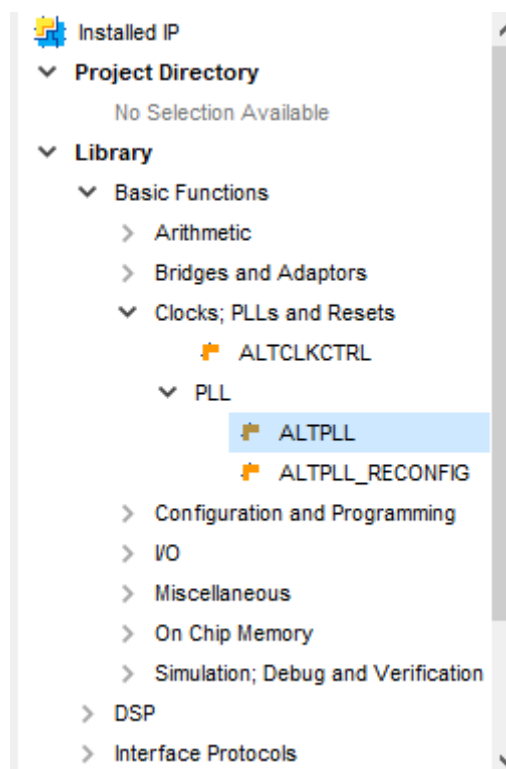 Installed IP
Project Directory
No Selection Available
Library
Basic Functions
Arithmetic
Bridges and Adaptors
Clocks; PLLs and Resets
ALTCLKCTRL
PLL
ALTPLL
ALTPLL_RECONFIG
Configuration and Programming
I/O
Miscellaneous
On Chip Memory
Simulation; Debug and Verification
DSP
Interface Protocols